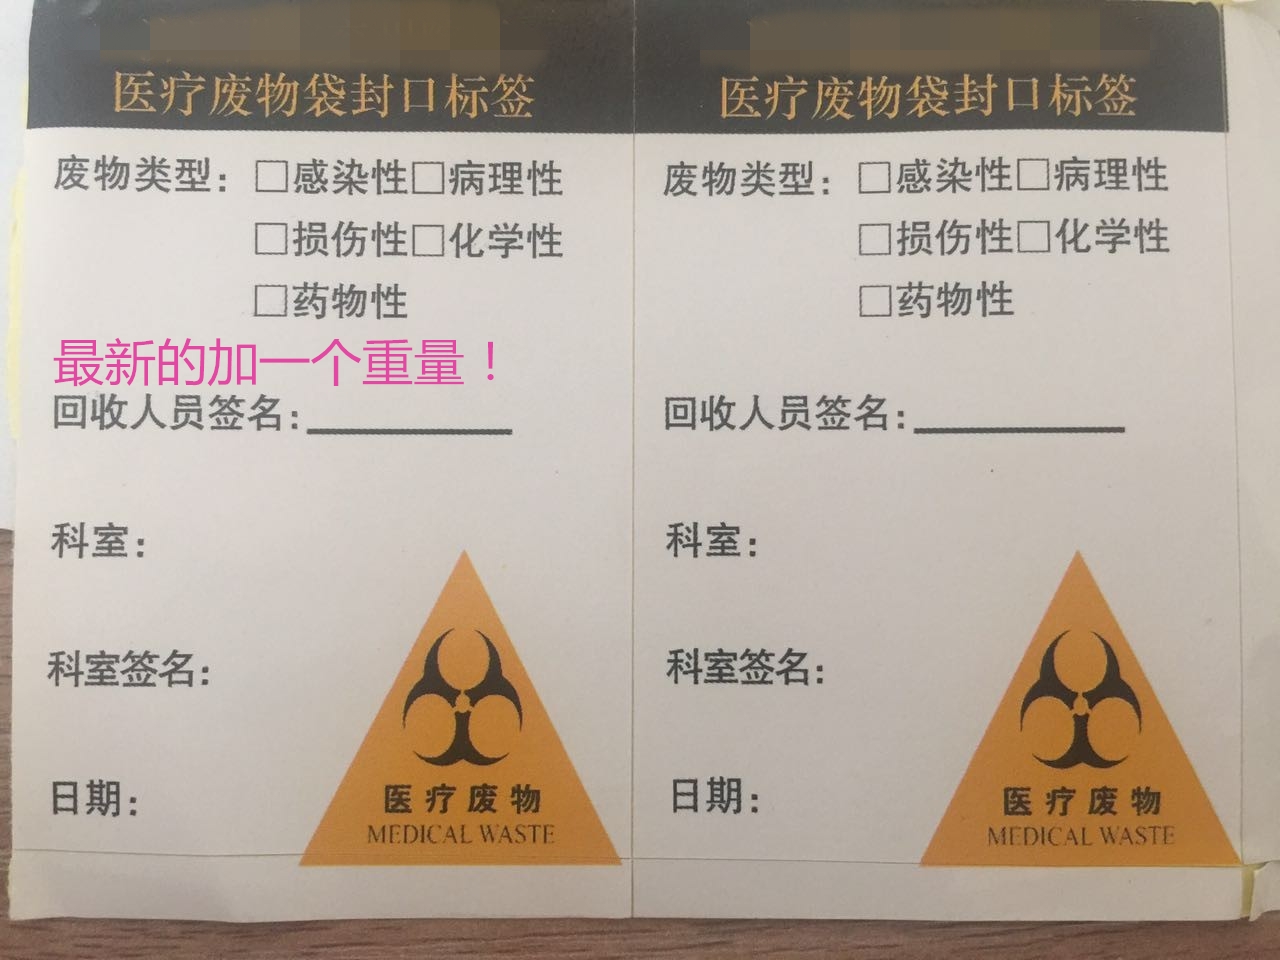 医疗废物袋封口标签
废物类型：□感染性□病理性
□损伤性□化学性
□药物性
最新的加一个重量！
回收人员签名：
科室：
科室签名：
日期：
医疗废物
MEDICAL WASTE
医疗废物袋封口标签
废物类型：□感染性□病理性
□损伤性□化学性
□药物性
回收人员签名：
科室：
科室签名：
日期：
医疗废物
MEDICAL WASTE